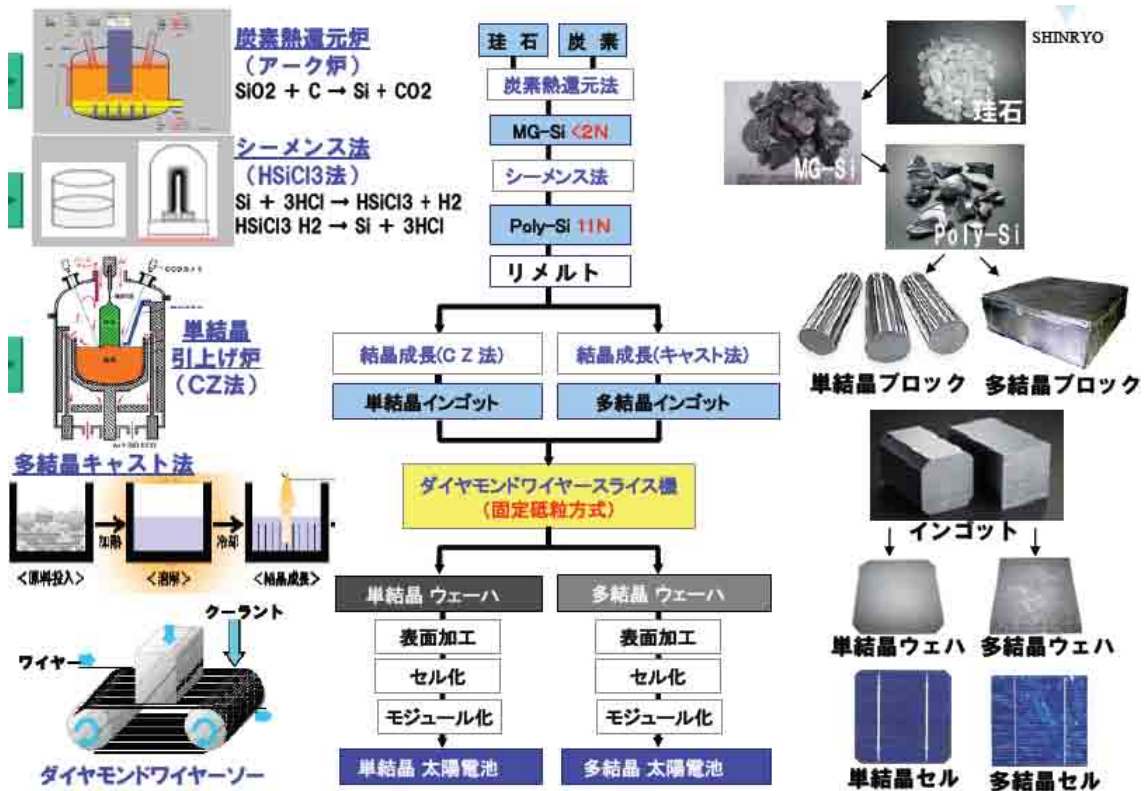 炭素熱還元炉
(アーク炉)
SiO2 + C → Si + CO2
シーメンス法
(HSiCl3法)
Si + 3HCl → HSiCl3 + H2
HSiCl3 H2 → Si + 3HCl
単結晶
引上げ炉
(CZ法)
多結晶キャスト法
加熱
冷却
<原料投入>
<溶解>
<結晶成長>
クーラント
ワイヤー
ダイヤモンドワイヤーソー
珪石
炭素
炭素熱還元法
MG-Si <2N
シーメンス法
Poly-Si 11N
リメルト
結晶成長(CZ法)
結晶成長(キャスト法)
単結晶インゴット
多結晶インゴット
ダイヤモンドワイヤースライス機
(固定砥粒方式)
単結晶 ウェーハ
多結晶 ウェーハ
表面加工
表面加工
セル化
セル化
モジュール化
モジュール化
単結晶 太陽電池
多結晶 太陽電池
SHINRYO
珪石
MG-Si
Poly-Si
単結晶ブロック
多結晶ブロック
インゴット
単結晶ウェハ
多結晶ウェハ
単結晶セル
多結晶セル